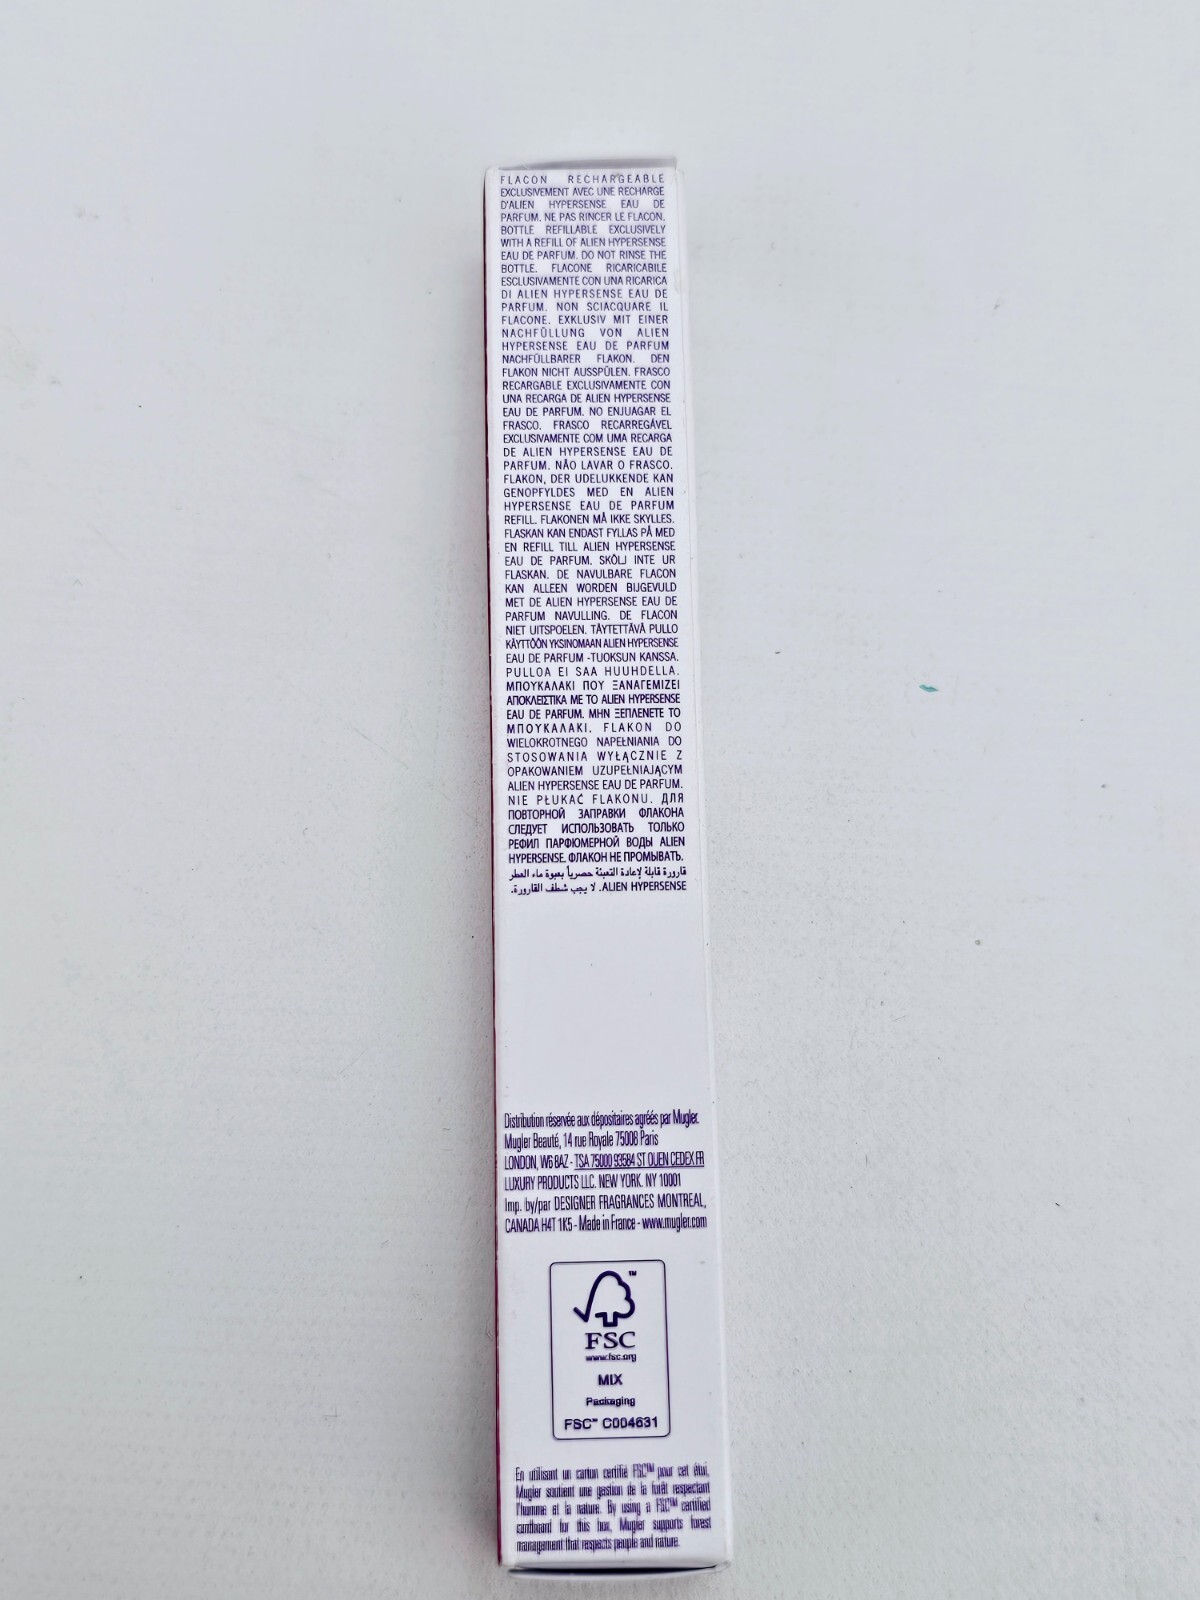 FLACON RECHARGEABLE
EXCLUSIVEMENT AVEC UNE RECHARGE
D'ALIEN HYPERSENSE EAU DE
PARFUM. NE PAS RINCER LE FLACON.
BOTTLE REFILLABLE EXCLUSIVELY
WITH A REFILL OF ALIEN HYPERSENSE
EAU DE PARFUM. DO NOT RINSE THE
BOTTLE. FLACONE RICARICABILE
ESCLUSIVAMENTE CON UNA RICARICA
DI ALIEN HYPERSENSE EAU DE
PARFUM. NON SCIACQUARE IL
FLACONE. EXKLUSIV MIT EINER
NACHFÜLLUNG VON ALIEN
HYPERSENSE EAU DE PARFUM
NACHFÜLLBARER FLAKON. DEN
FLAKON NICHT AUSSPÜLEN. FRASCO
RECARGABLE EXCLUSIVAMENTE CON
UNA RECARGA DE ALIEN HYPERSENSE
EAU DE PARFUM. NO ENJUAGAR EL
FRASCO. FRASCO RECARREGÁVEL
EXCLUSIVAMENTE COM UMA RECARGA
DE ALIEN HYPERSENSE EAU DE
PARFUM. NÃO LAVAR O FRASCO.
FLAKON, DER UDELUKKENDE KAN
GENOPFYLDES MED EN ALIEN
HYPERSENSE EAU DE PARFUM
REFILL. FLAKONEN MÅ IKKE SKYLLES.
FLASKAN KAN ENDAST FYLLAS PÅ MED
EN REFILL TILL ALIEN HYPERSENSE
EAU DE PARFUM. SKÖLJ INTE UR
FLASKAN. DE NAVULBARE FLACON
KAN ALLEEN WORDEN BIJGEVULD
MET DE ALIEN HYPERSENSE EAU DE
PARFUM NAVULLING. DE FLACON
NIET UITSPOELEN. TÄYTETTÄVÄ PULLO
KÄYTTÖÖN YKSINOMAAN ALIEN HYPERSENSE
EAU DE PARFUM -TUOKSUN KANSSA.
PULLOA EI SAA HUUHDELLA.
ΜΠΟΥΚΑΛΑΚΙ ΠΟΥ ΞΑΝΑΓΕΜΙΖΕΙ
ΑΠΟΚΛΕΙΣΤΙΚΑ ΜΕ ΤΟ ALIEN HYPERSENSE
EAU DE PARFUM. ΜΗΝ ΞΕΠΛΕΝΕΤΕ ΤΟ
ΜΠΟΥΚΑΛΑΚΙ. FLAKON DO
WIELOKROTNEGO NAPEŁNIANIA DO
STOSOWANIA WYŁĄCZNIE Z
OPAKOWANIEM UZUPEŁNIAJĄCYM
ALIEN HYPERSENSE EAU DE PARFUM.
NIE PŁUKAĆ FLAKONU. ДЛЯ
ПОВТОРНОЙ ЗАПРАВКИ ФЛАКОНА
СЛЕДУЕТ ИСПОЛЬЗОВАТЬ ТОЛЬКО
РЕФИЛ ПАРФЮМЕРНОЙ ВОДЫ ALIEN
HYPERSENSE. ФЛАКОН НЕ ПРОМЫВАТЬ.
قارورة قابلة لإعادة التعبئة حصرياً بعبوة ماء العطر
ALIEN HYPERSENSE. لا يجب شطف القارورة.
Distribution réservée aux dépositaires agréés par Mugler.
Mugler Beauté, 14 rue Royale 75008 Paris
LONDON, W6 8AZ - TSA 75000 93584 ST OUEN CEDEX FR
LUXURY PRODUCTS LLC. NEW YORK. NY 10001
Imp. by/par DESIGNER FRAGRANCES MONTREAL,
CANADA H4T 1K5 - Made in France - www.mugler.com
FSC
www.fsc.org
MIX
Packaging
FSC™ C004631
En utilisant un carton certifié FSC™ pour cet étui,
Mugler soutient une gestion de la forêt respectant
l'homme et la nature. By using a FSC™ certified
cardboard for this box, Mugler supports forest
management that respects people and nature.